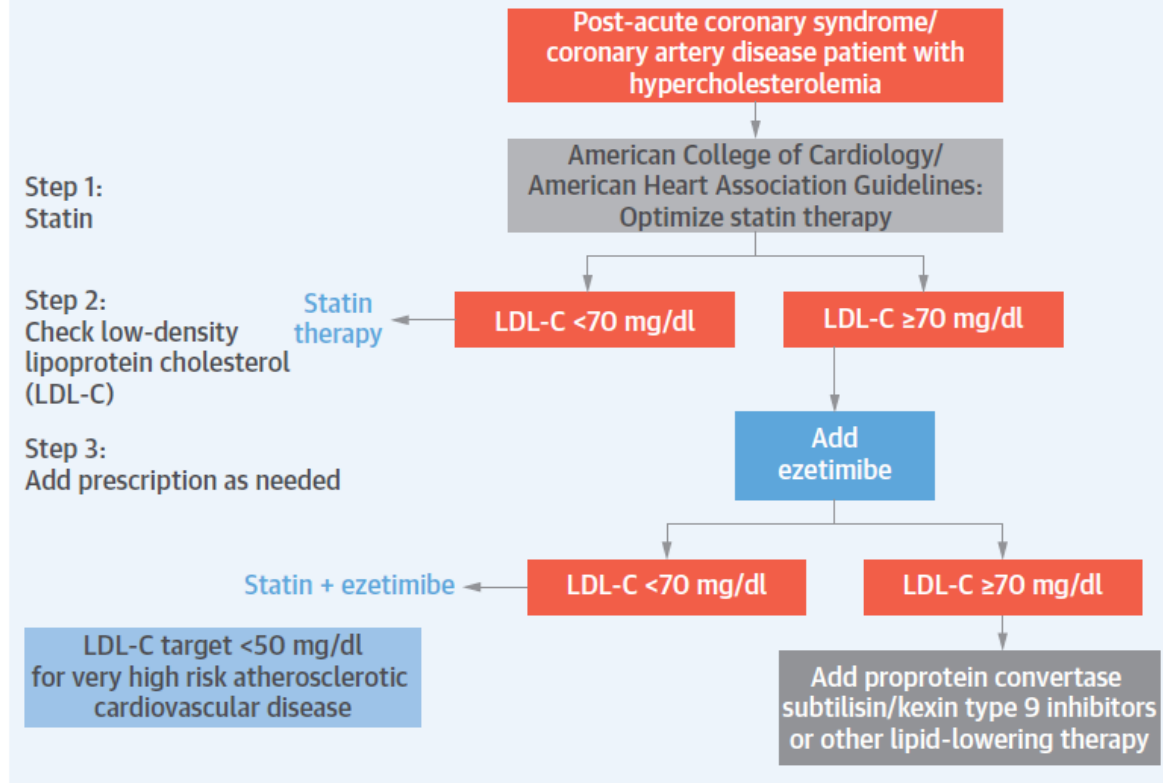 Post-acute coronary syndrome/
coronary artery disease patient with
hypercholesterolemia
American College of Cardiology/
American Heart Association Guidelines:
Optimize statin therapy
Step 1:
Statin
Step 2:
Check low-density
lipoprotein cholesterol
(LDL-C)
Statin
therapy
LDL-C <70 mg/dl
LDL-C ≥70 mg/dl
Step 3:
Add prescription as needed
Add
ezetimibe
Statin + ezetimibe
LDL-C <70 mg/dl
LDL-C ≥70 mg/dl
LDL-C target <50 mg/dl
for very high risk atherosclerotic
cardiovascular disease
Add proprotein convertase
subtilisin/kexin type 9 inhibitors
or other lipid-lowering therapy